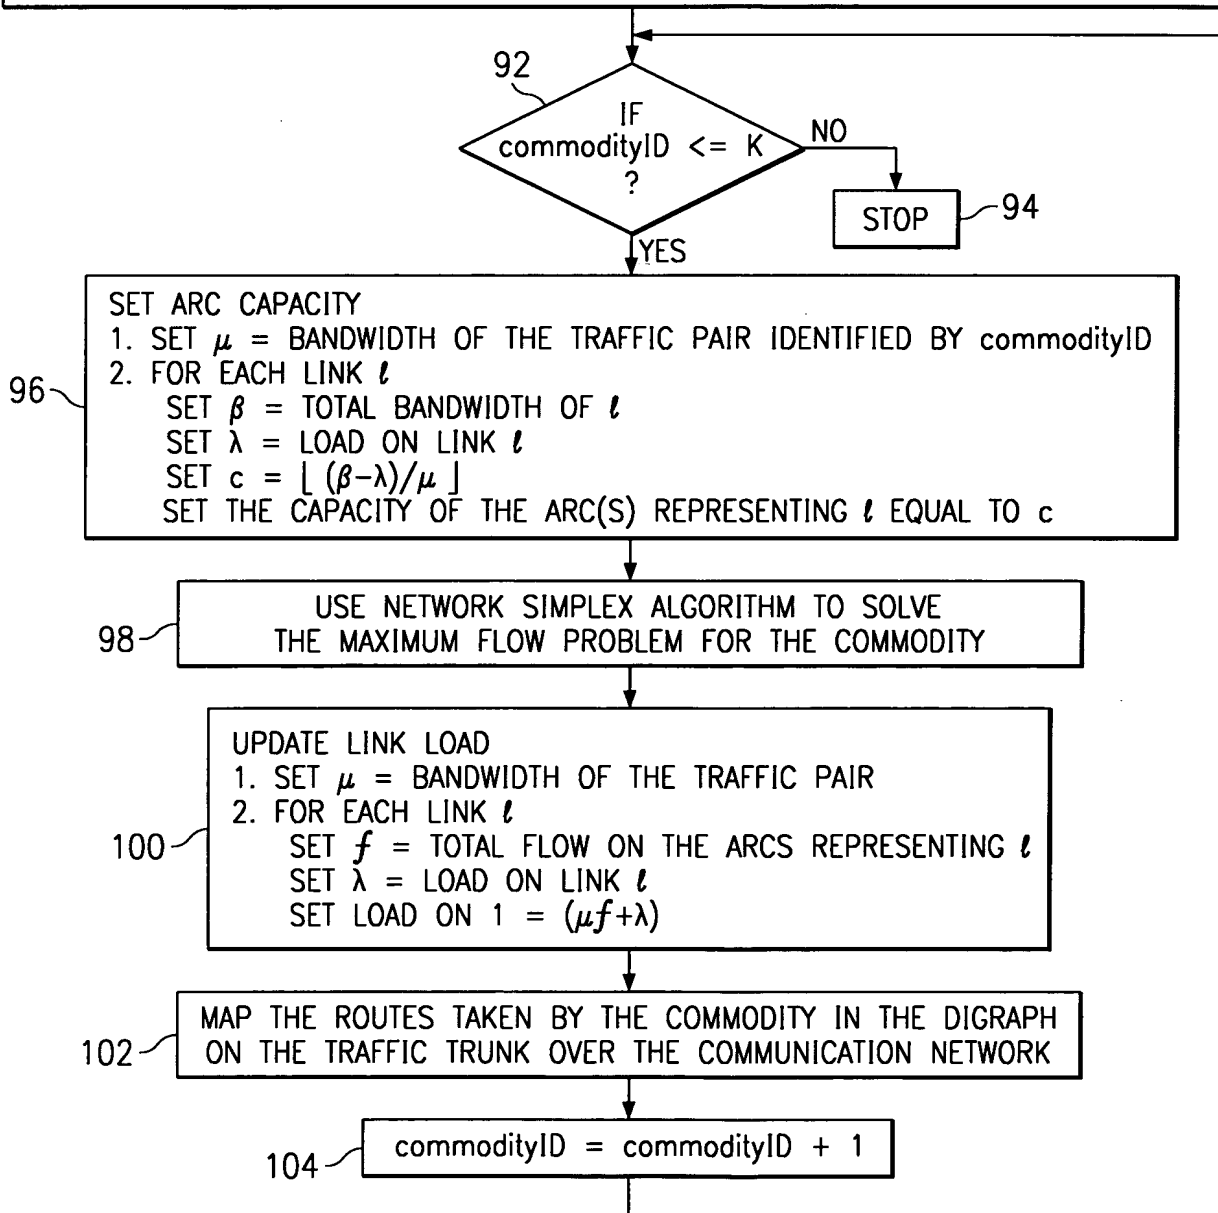 92
IF
commodityID <= K
?
NO
STOP
94
YES
SET ARC CAPACITY
1. SET μ = BANDWIDTH OF THE TRAFFIC PAIR IDENTIFIED BY commodityID
2. FOR EACH LINK ℓ
SET β = TOTAL BANDWIDTH OF ℓ
SET λ = LOAD ON LINK ℓ
SET c = ⌊ (β-λ)/μ ⌋
SET THE CAPACITY OF THE ARC(S) REPRESENTING ℓ EQUAL TO c
96
USE NETWORK SIMPLEX ALGORITHM TO SOLVE
THE MAXIMUM FLOW PROBLEM FOR THE COMMODITY
98
UPDATE LINK LOAD
1. SET μ = BANDWIDTH OF THE TRAFFIC PAIR
2. FOR EACH LINK ℓ
SET f = TOTAL FLOW ON THE ARCS REPRESENTING ℓ
SET λ = LOAD ON LINK ℓ
SET LOAD ON 1 = (μf+λ)
100
MAP THE ROUTES TAKEN BY THE COMMODITY IN THE DIGRAPH
ON THE TRAFFIC TRUNK OVER THE COMMUNICATION NETWORK
102
commodityID = commodityID + 1
104